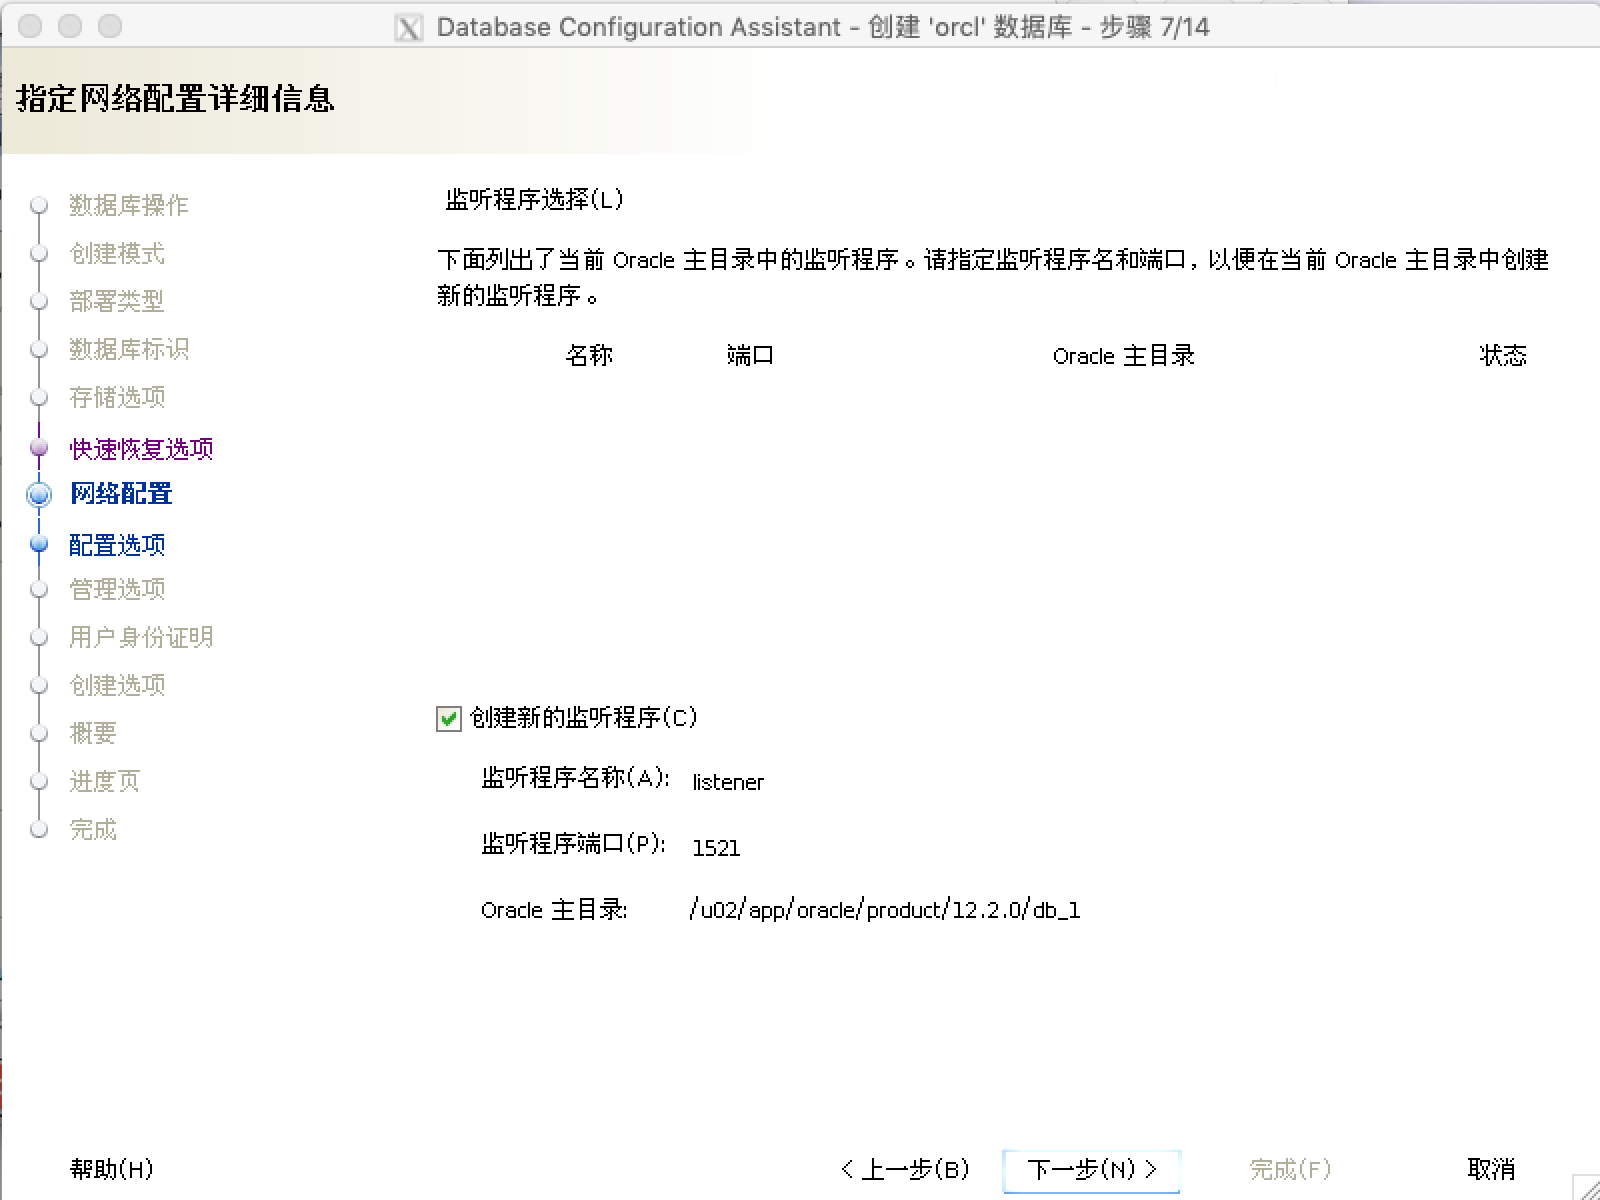 Database Configuration Assistant - 创建 'orcl' 数据库 - 步骤 7/14
指定网络配置详细信息
数据库操作
创建模式
部署类型
数据库标识
存储选项
快速恢复选项
网络配置
配置选项
管理选项
用户身份证明
创建选项
概要
进度页
完成
监听程序选择(L)
下面列出了当前 Oracle 主目录中的监听程序。请指定监听程序名和端口, 以便在当前 Oracle 主目录中创建
新的监听程序。
名称 端口 Oracle 主目录 状态
创建新的监听程序(C)
监听程序名称(A): listener
监听程序端口(P): 1521
Oracle 主目录: /u02/app/oracle/product/12.2.0/db_1
帮助(H) < 上一步(B) 下一步(N) > 完成(F) 取消